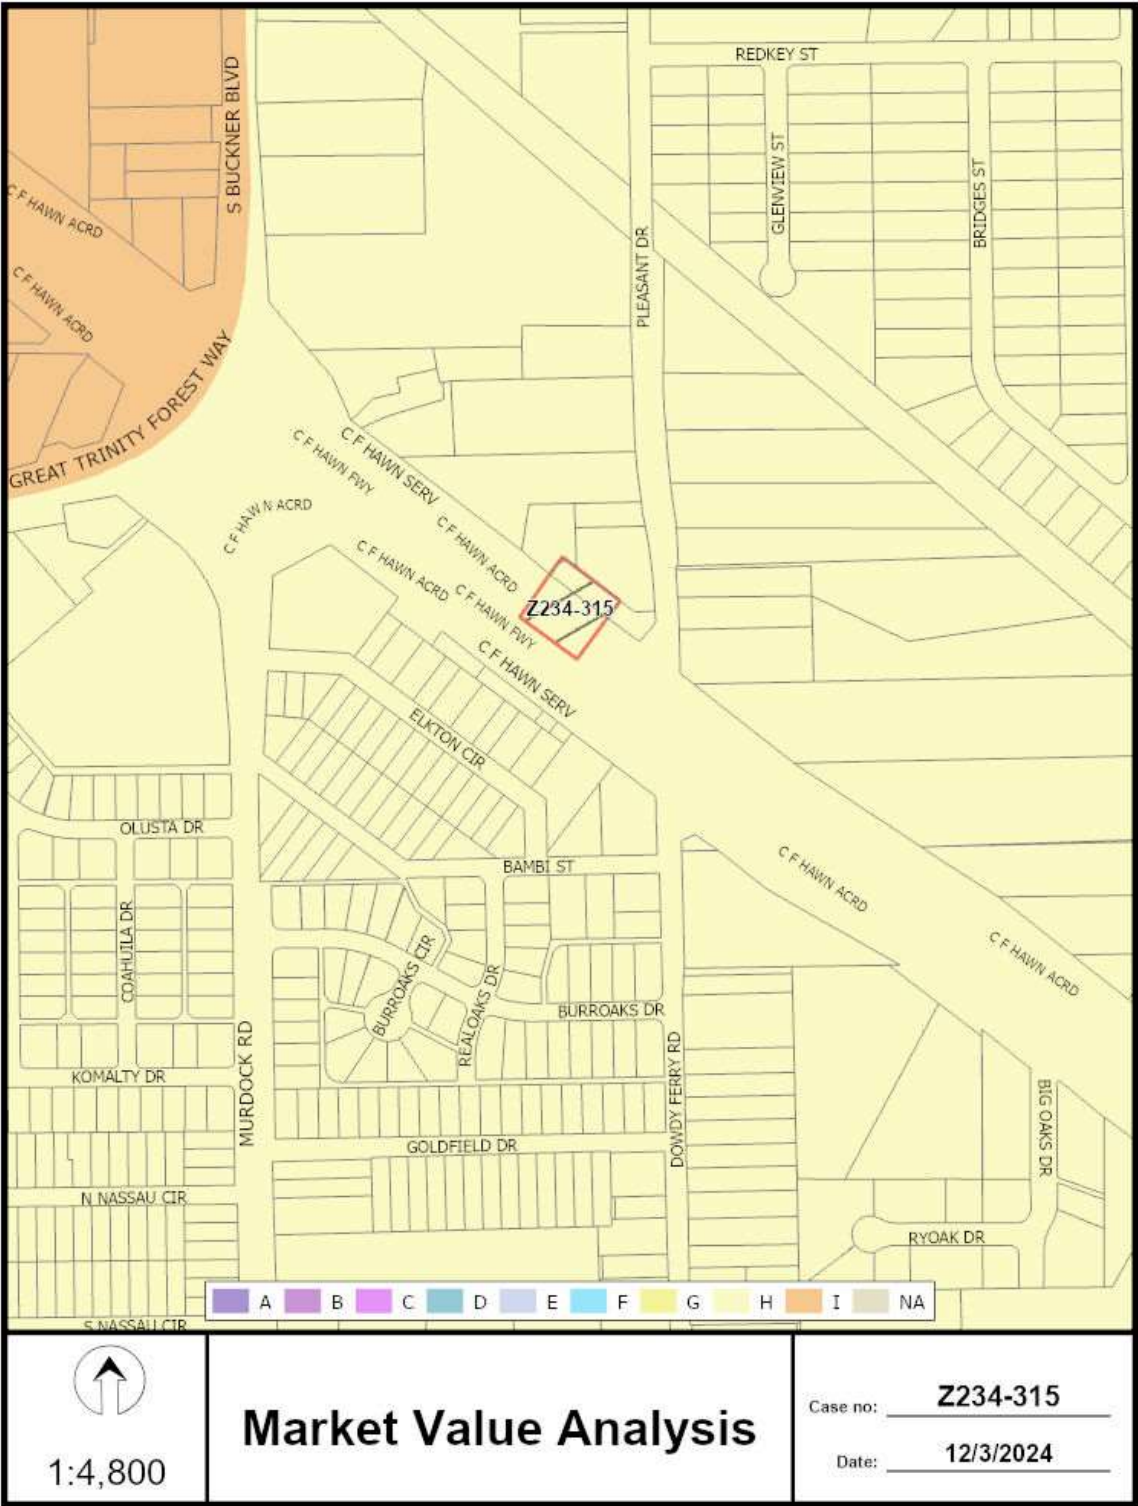 REDKEY ST
S BUCKNER BLVD
GLENVIEW ST
BRIDGES ST
C F HAWN ACRD
PLEASANT DR
C F HAWN ACRD
GREAT TRINITY FOREST WAY
C F HAWN SERV
C F HAWN FWY
C F HAWN ACRD
C F HAWN ACRD
C F HAWN ACRD
C F HAWN FWY
Z234-315
C F HAWN SERV
ELKTON CIR
OLUSTA DR
BAMBI ST
C F HAWN ACRD
COAHUILA DR
BURROAKS CIR
C F HAWN ACRD
REALOAKS DR
BURROAKS DR
MURDOCK RD
DOWDY FERRY RD
KOMALTY DR
BIG OAKS DR
GOLDFIELD DR
N NASSAU CIR
RYOAK DR
A B C D E F G H I NA
S NASSAU CIR
1:4,800
Market Value Analysis
Case no: Z234-315
Date: 12/3/2024